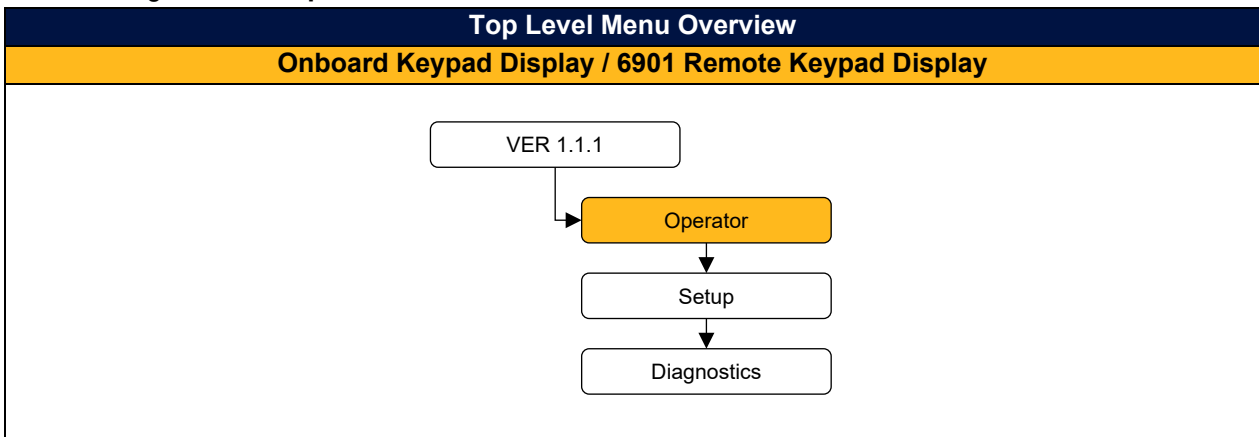 Top Level Menu Overview
Onboard Keypad Display / 6901 Remote Keypad Display
VER 1.1.1
Operator
Setup
Diagnostics